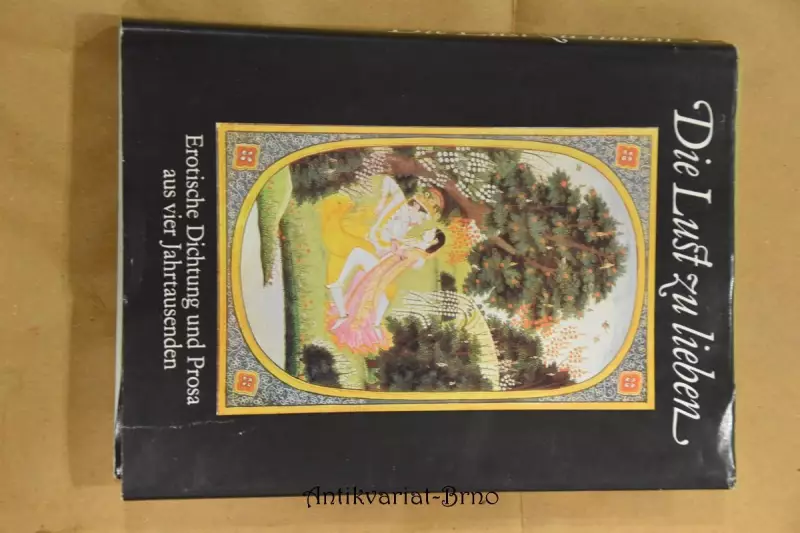 Die Lust zu lieben
Erotische Dichtung und Prosa
aus vier Jahrtausenden
Antikvariat-Brno